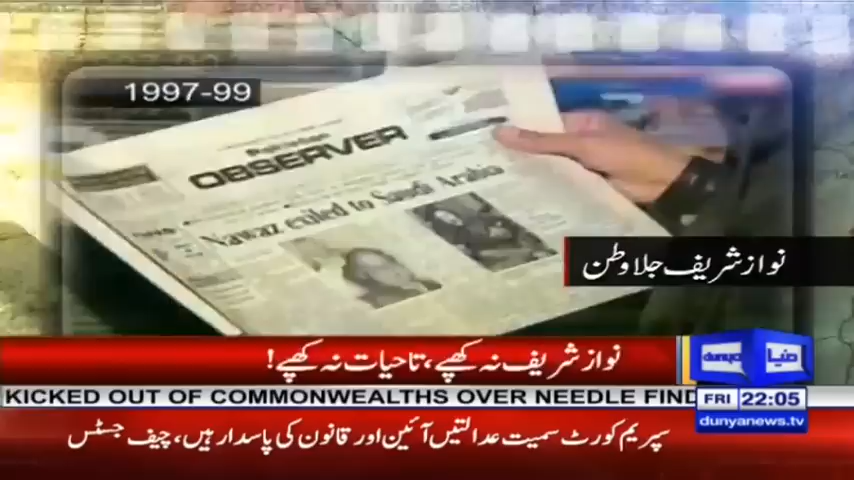 1997-99
OBSERVER
Nawaz exiled to Saudi Arabia
نواز شریف جلا وطن
نواز شریف نہ کھپے، تاحیات نہ کھپے!
dunya دنیا
KICKED OUT OF COMMONWEALTHS OVER NEEDLE FIND
FRI 22:05
سپریم کورٹ سمیت عدالتیں آئین اور قانون کی پاسدار ہیں، چیف جسٹس
dunyanews.tv